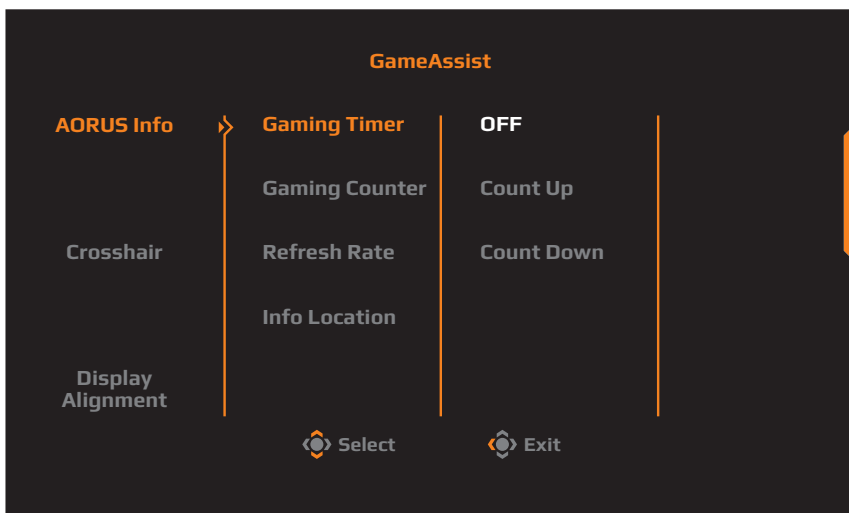 GameAssist
AORUS Info
Gaming Timer
OFF
Gaming Counter
Count Up
Crosshair
Refresh Rate
Count Down
Info Location
Display
Alignment
Select
Exit